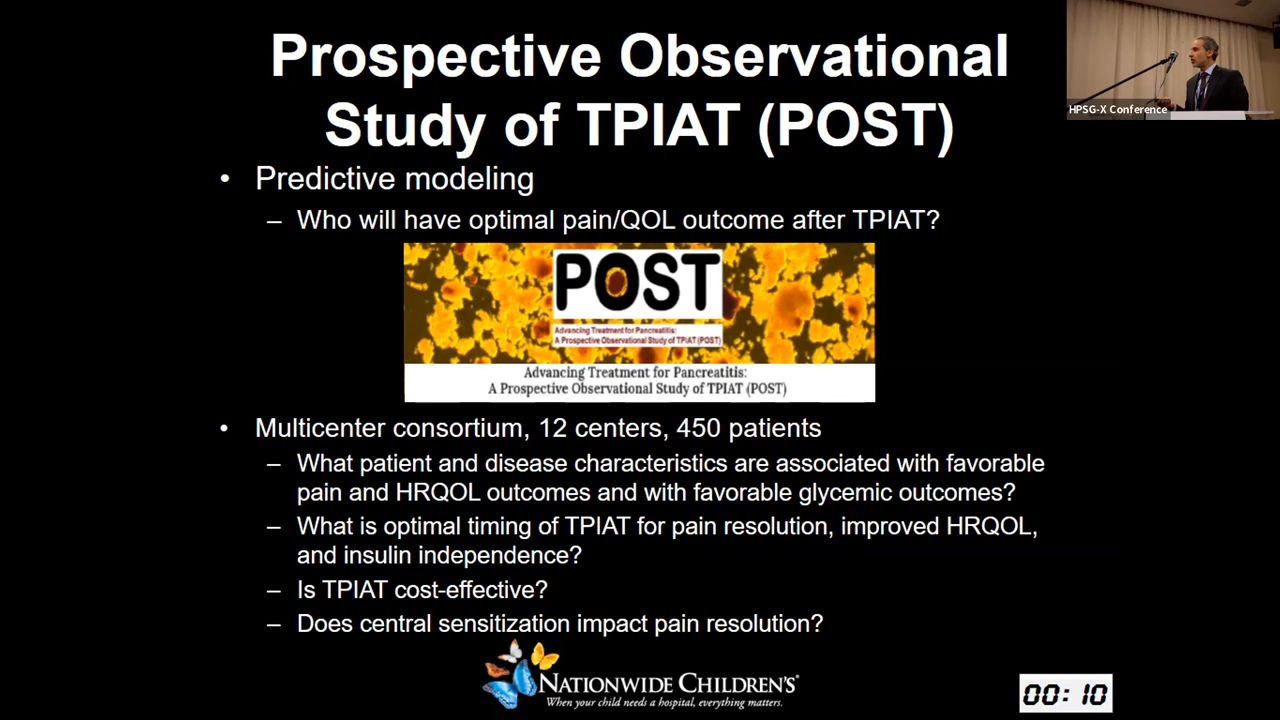 Prospective Observational
Study of TPIAT (POST)
HPSG-X Conference
• Predictive modeling
– Who will have optimal pain/QOL outcome after TPIAT?
POST
Advancing Treatment for Pancreatitis:
A Prospective Observational Study of TPIAT (POST)
Advancing Treatment for Pancreatitis:
A Prospective Observational Study of TPIAT (POST)
• Multicenter consortium, 12 centers, 450 patients
– What patient and disease characteristics are associated with favorable
pain and HRQOL outcomes and with favorable glycemic outcomes?
– What is optimal timing of TPIAT for pain resolution, improved HRQOL,
and insulin independence?
– Is TPIAT cost-effective?
– Does central sensitization impact pain resolution?
NATIONWIDE CHILDREN'S®
When your child needs a hospital, everything matters.
00:10